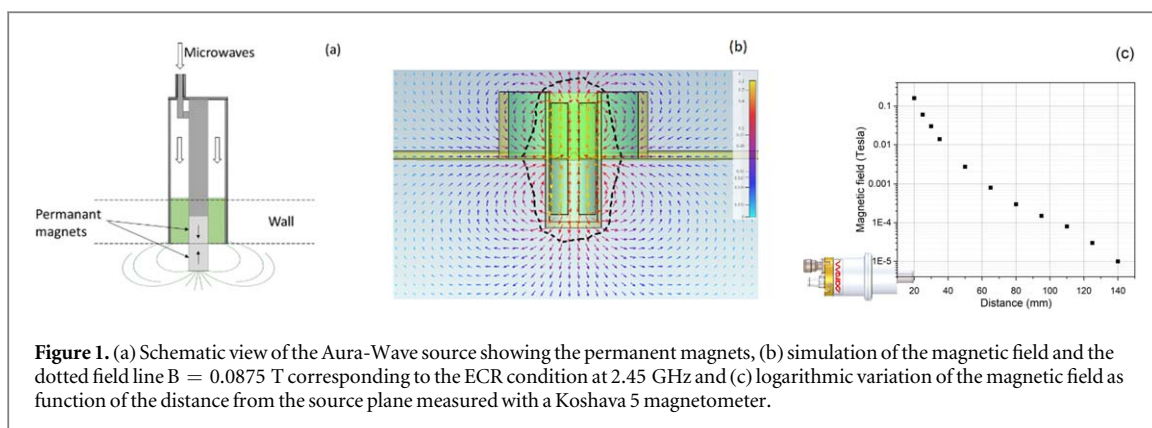 (a)
Microwaves
Permanant
magnets
Wall
(b)
(c)
Magnetic field (Tesla)
0.1
0.01
0.001
1E-4
1E-5
20 40 60 80 100 120 140
Distance (mm)
Figure 1. (a) Schematic view of the Aura-Wave source showing the permanent magnets, (b) simulation of the magnetic field and the
dotted field line B = 0.0875 T corresponding to the ECR condition at 2.45 GHz and (c) logarithmic variation of the magnetic field as
function of the distance from the source plane measured with a Koshava 5 magnetometer.